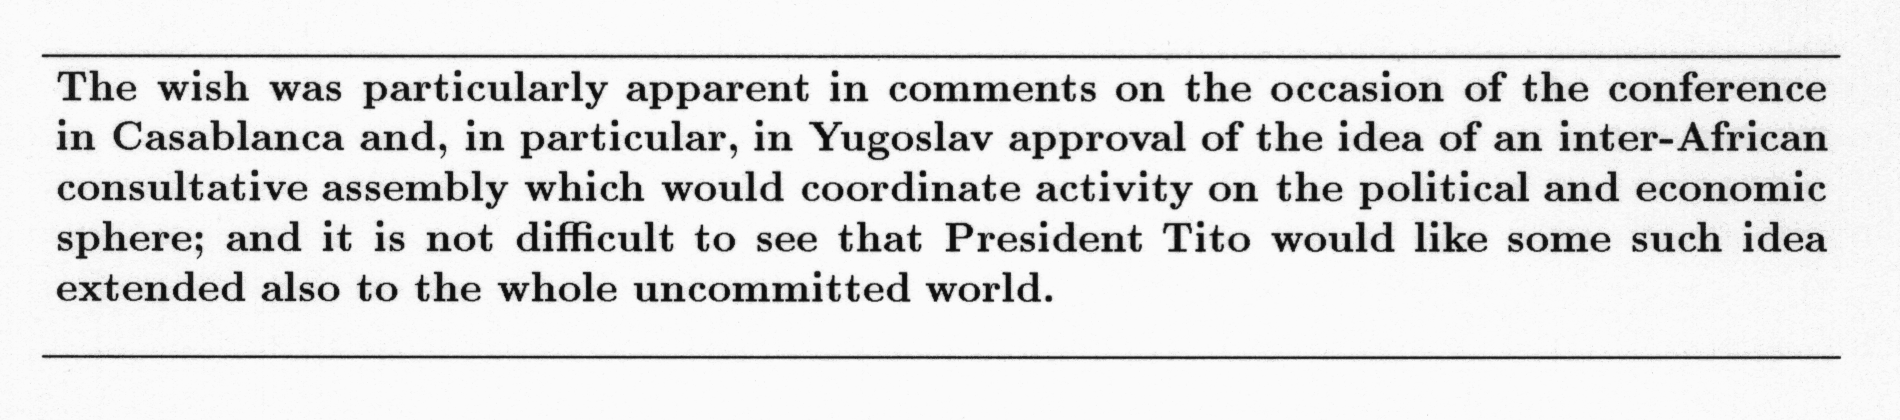 The wish was particularly apparent in comments on the occasion of the conference
in Casablanca and, in particular, in Yugoslav approval of the idea of an inter-African
consultative assembly which would coordinate activity on the political and economic
sphere; and it is not difficult to see that President Tito would like some such idea
extended also to the whole uncommitted world.